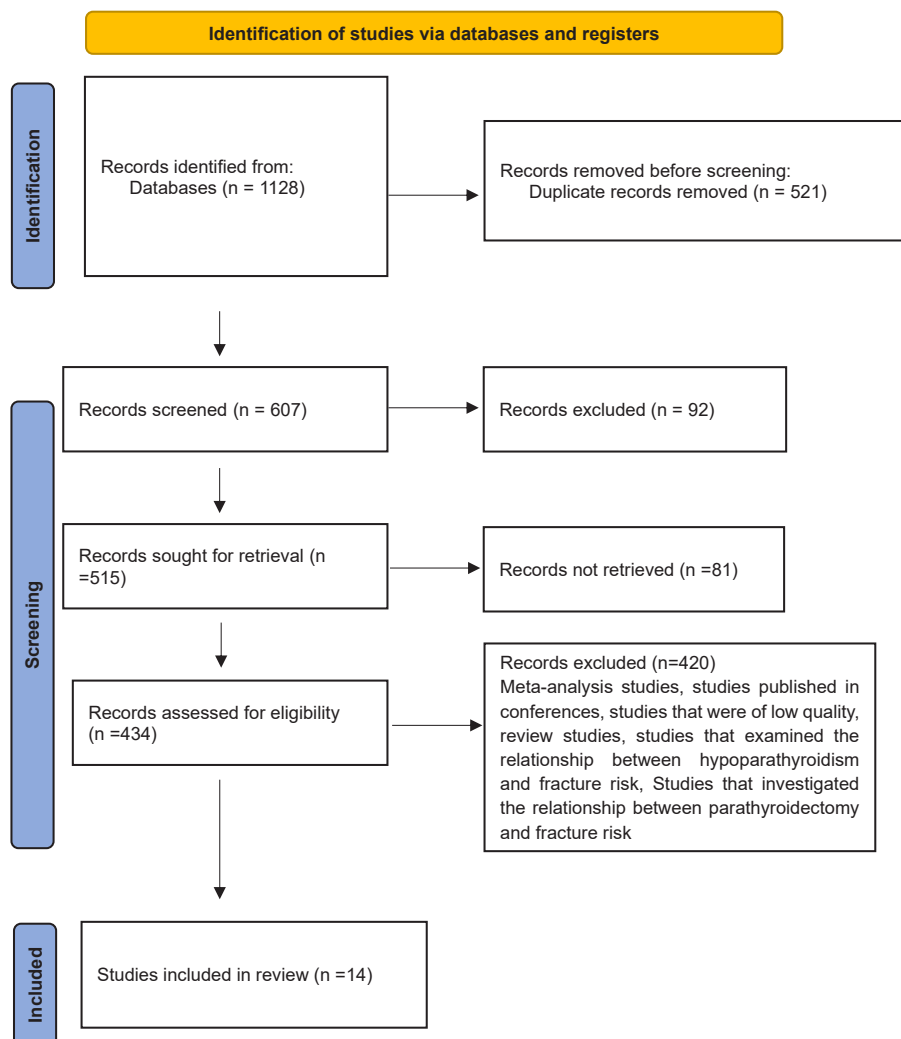 Identification of studies via databases and registers
Identification
Records identified from:
Databases (n = 1128)
Records removed before screening:
Duplicate records removed (n = 521)
Screening
Records screened (n = 607)
Records excluded (n = 92)
Records sought for retrieval (n
=515)
Records not retrieved (n =81)
Records assessed for eligibility
(n =434)
Records excluded (n=420)
Meta-analysis studies, studies published in
conferences, studies that were of low quality,
review studies, studies that examined the
relationship between hypoparathyroidism
and fracture risk, Studies that investigated
the relationship between parathyroidectomy
and fracture risk
Included
Studies included in review (n =14)